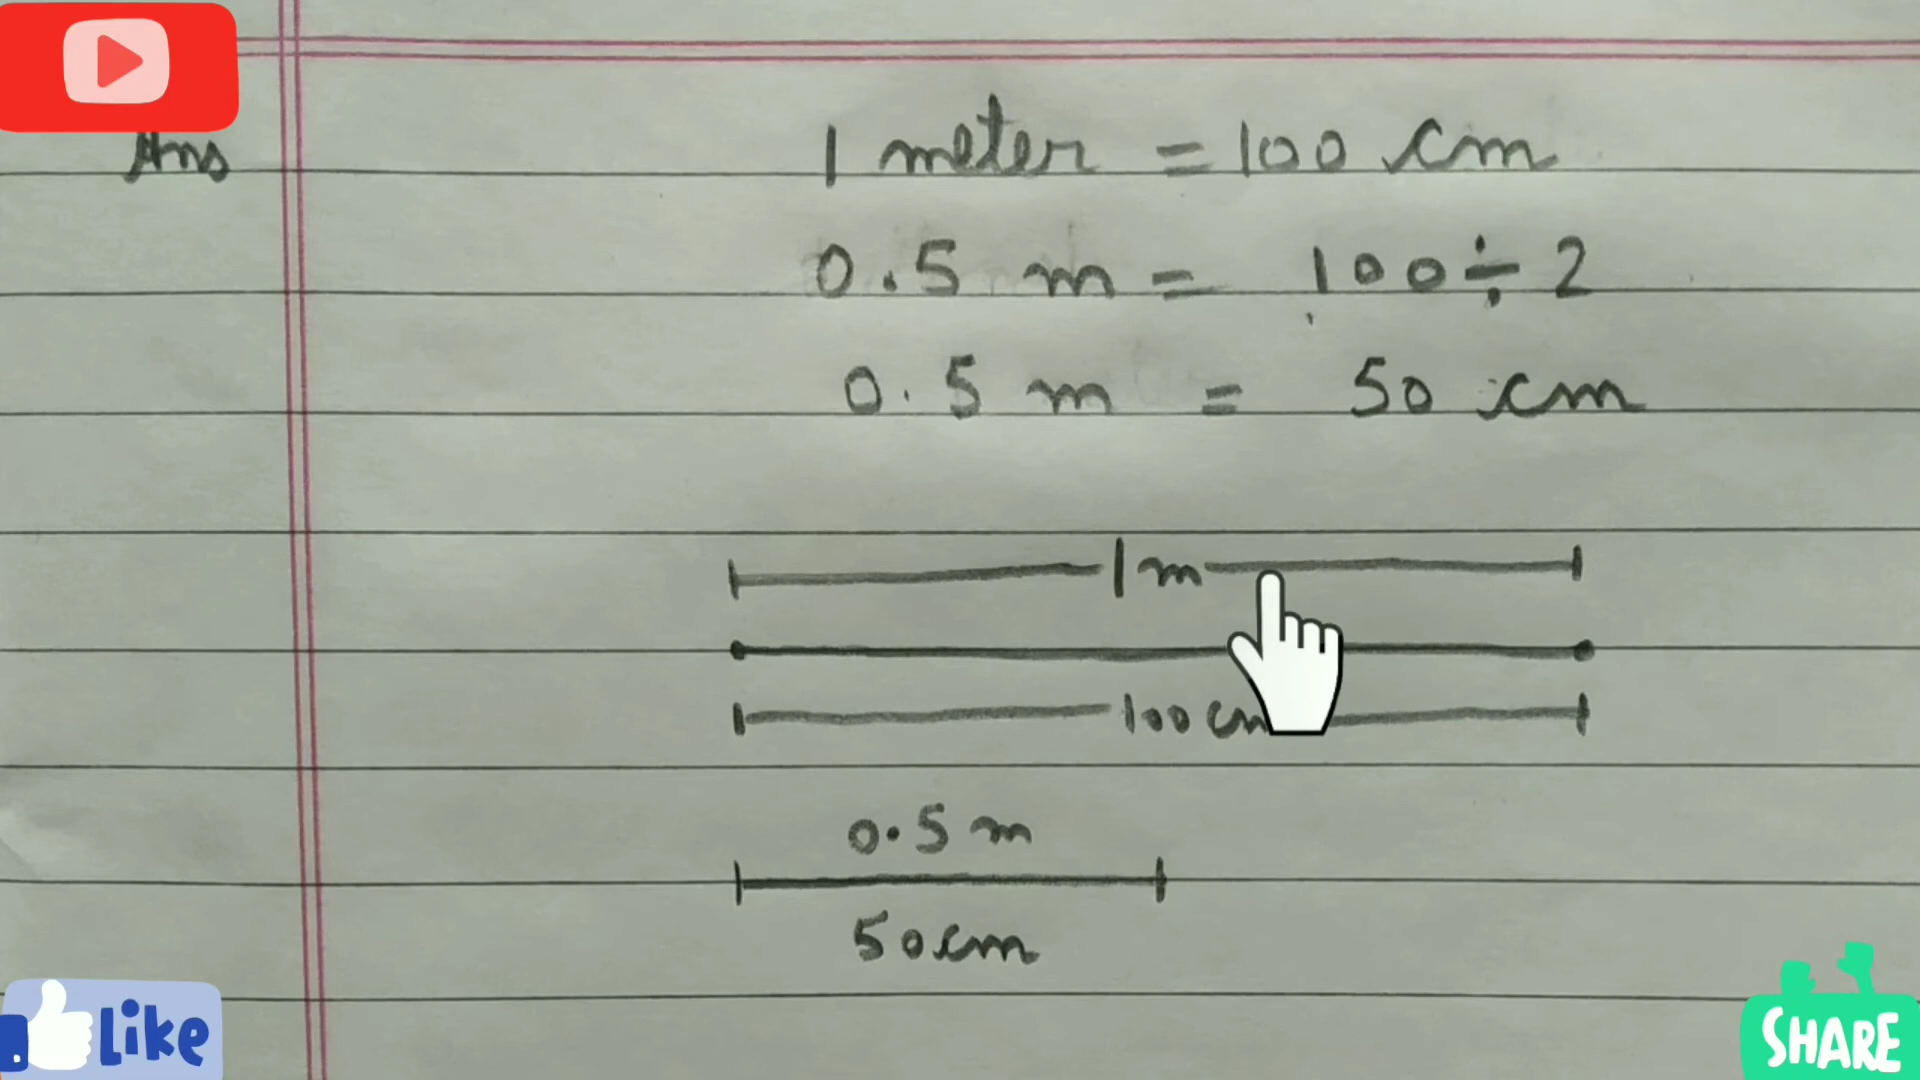 Ans 1 meter = 100 cm
0.5 m = 100 ÷ 2
0.5 m = 50 cm
1 m
100 cm
0.5 m
50 cm
Like
SHARE